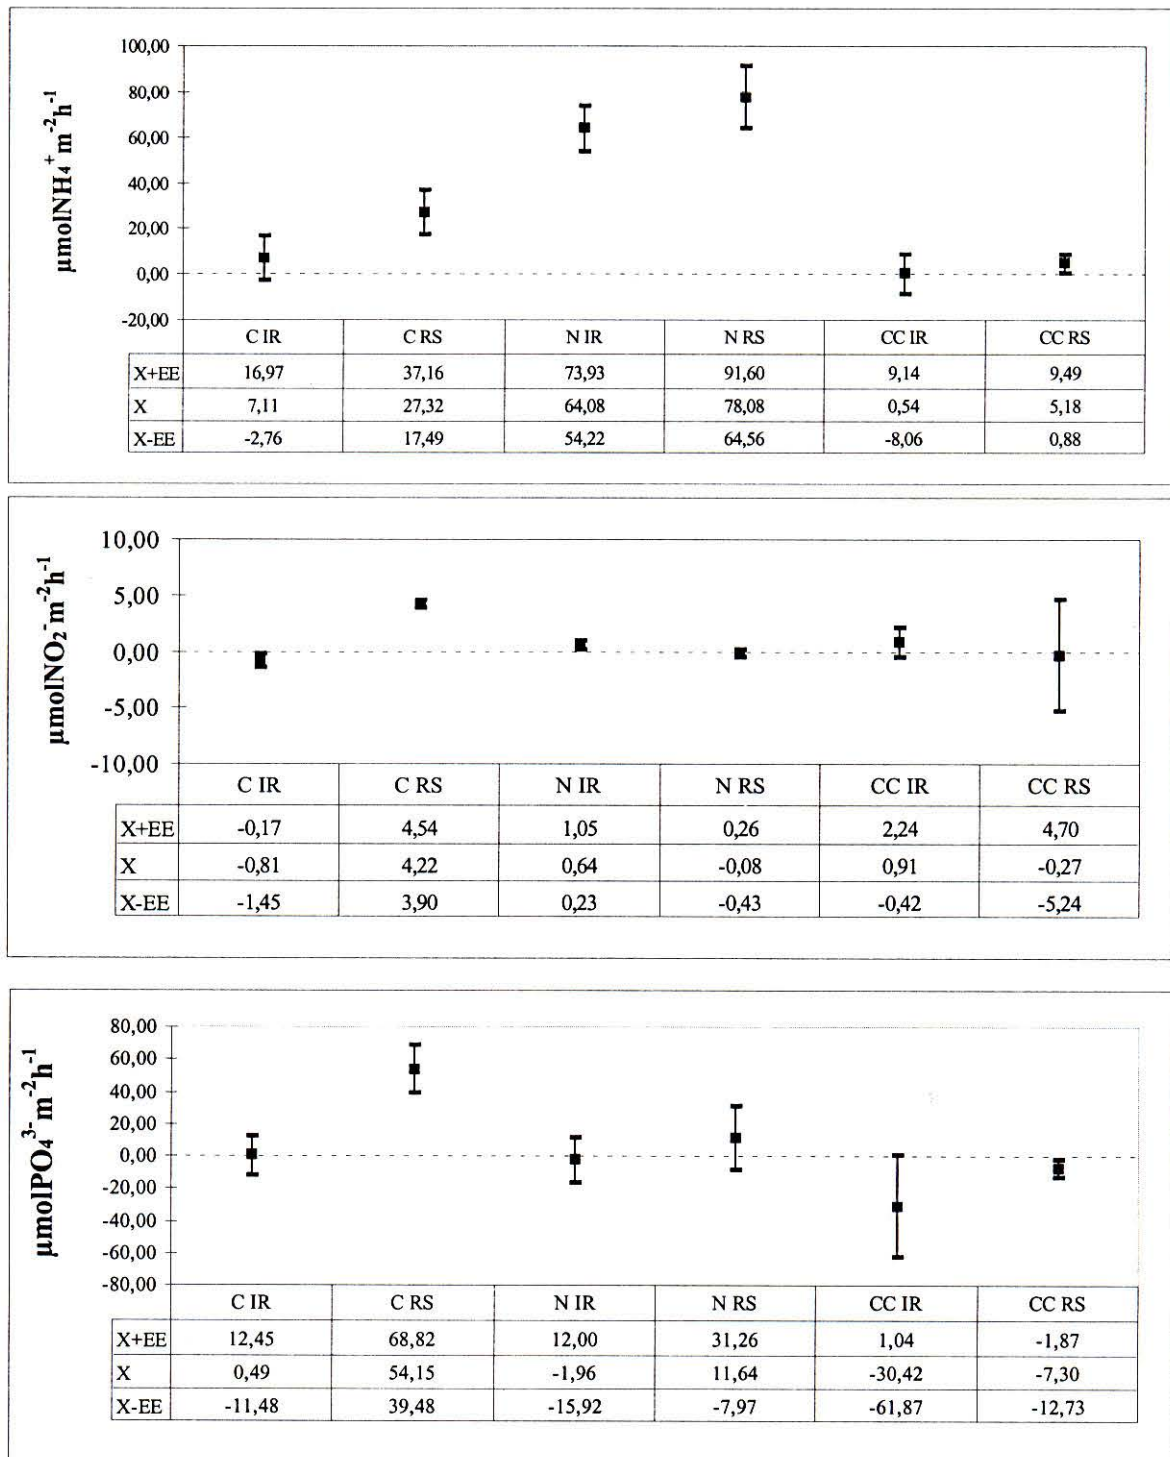 µmolNH₄⁺m⁻²h⁻¹
100,00
80,00
60,00
40,00
20,00
0,00
-20,00
C IR C RS N IR N RS CC IR CC RS
X+EE 16,97 37,16 73,93 91,60 9,14 9,49
X 7,11 27,32 64,08 78,08 0,54 5,18
X-EE -2,76 17,49 54,22 64,56 -8,06 0,88
µmolNO₂⁻m⁻²h⁻¹
10,00
5,00
0,00
-5,00
-10,00
C IR C RS N IR N RS CC IR CC RS
X+EE -0,17 4,54 1,05 0,26 2,24 4,70
X -0,81 4,22 0,64 -0,08 0,91 -0,27
X-EE -1,45 3,90 0,23 -0,43 -0,42 -5,24
µmolPO₄³⁻m⁻²h⁻¹
80,00
60,00
40,00
20,00
0,00
-20,00
-40,00
-60,00
-80,00
C IR C RS N IR N RS CC IR CC RS
X+EE 12,45 68,82 12,00 31,26 1,04 -1,87
X 0,49 54,15 -1,96 11,64 -30,42 -7,30
X-EE -11,48 39,48 -15,92 -7,97 -61,87 -12,73